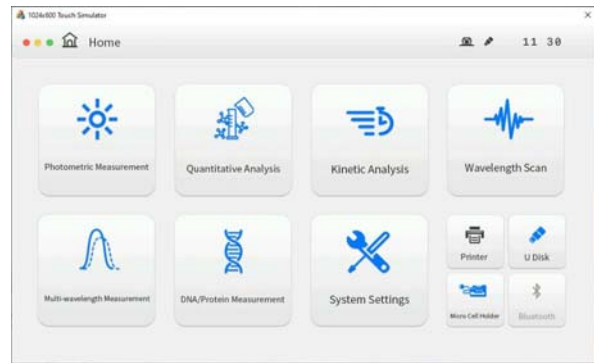 1024x600 Touch Simulator
Home
11 30
Photometric Measurement
Quantitative Analysis
Kinetic Analysis
Wavelength Scan
Multi-wavelength Measurement
DNA/Protein Measurement
System Settings
Printer
U Disk
Micro Cell Holder
Bluetooth